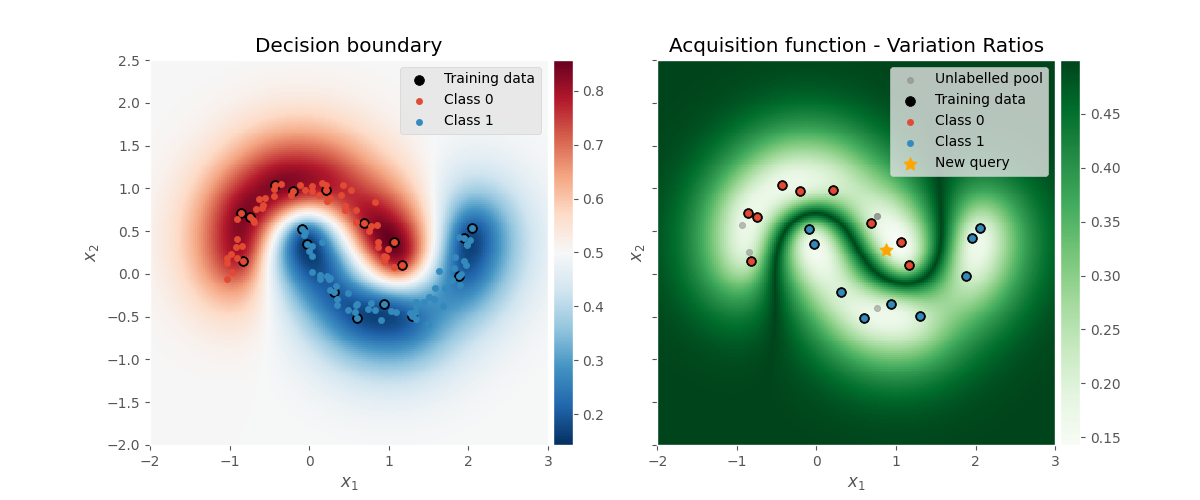 Decision boundary
Training data
Class 0
Class 1
2.5
2.0
1.5
1.0
0.5
0.0
−0.5
−1.0
−1.5
−2.0
x2
−2
−1
0
1
2
3
x1
0.8
0.7
0.6
0.5
0.4
0.3
0.2
Acquisition function - Variation Ratios
Unlabelled pool
Training data
Class 0
Class 1
New query
x2
−2
−1
0
1
2
3
x1
0.45
0.40
0.35
0.30
0.25
0.20
0.15